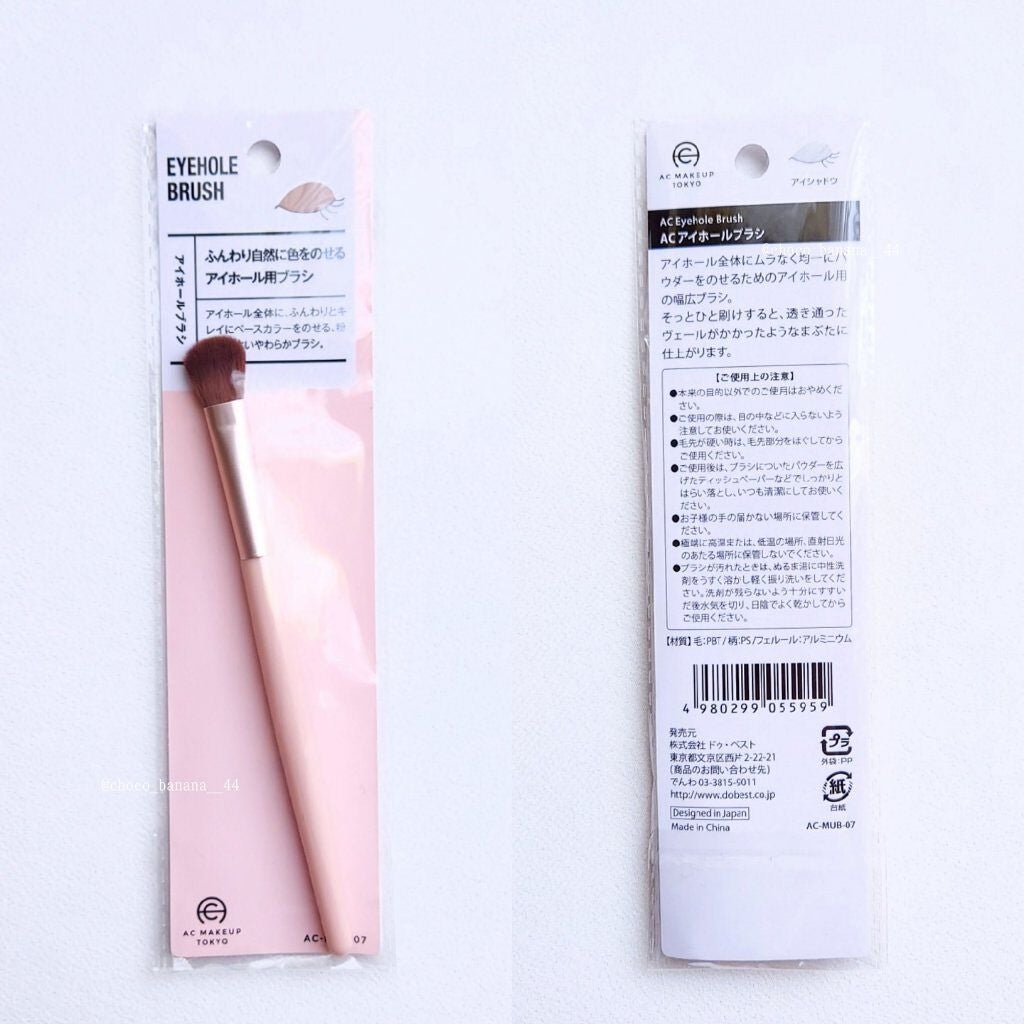 EYEHOLE
BRUSH
アイホールブラシ
ふんわり自然に色をのせる
アイホール用ブラシ
アイホール全体に、ふんわりとキ
レイにベースカラーをのせる、粉
いやわらかブラシ。
@choco_banana__44
AC MAKEUP
TOKYO
AC-
07
AC MAKEUP
TOKYO
アイシャドウ
AC Eyehole Brush
AC アイホールブラシ
@choco_banana__44
アイホール全体にムラなく均一にパ
ウダーをのせるためのアイホール用
の幅広ブラシ。
そっとひと刷けすると、透き通った
ヴェールがかかったようなまぶたに
仕上がります。
【ご使用上の注意】
●本来の目的以外でのご使用はおやめくだ
さい。
●ご使用の際は、目の中などに入らないよう
注意してお使いください。
●毛先が硬い時は、毛先部分をほぐしてから
ご使用ください。
●ご使用後は、ブラシについたパウダーを広
げたティッシュペーパーなどでしっかりと
はらい落とし、いつも清潔にしてお使いく
ださい。
●お子様の手の届かない場所に保管してく
ださい。
●極端に高温または、低温の場所、直射日光
のあたる場所に保管しないでください。
●ブラシが汚れたときは、ぬるま湯に中性洗
剤をうすく溶かし軽く振り洗いをしてくだ
さい。洗剤が残らないよう十分にすすい
だ後水気を切り、日陰でよく乾かしてから
ご使用ください。
【材質】毛:PBT / 柄:PS /フェルール:アルミニウム
4 980299 055959
発売元
株式会社 ドゥ・ベスト
東京都文京区西片 2-22-21
(商品のお問い合わせ先)
でんわ 03-3815-9011
http://www.dobest.co.jp
Designed in Japan
Made in China
プラ
外袋:PP
紙
台紙
AC-MUB-07